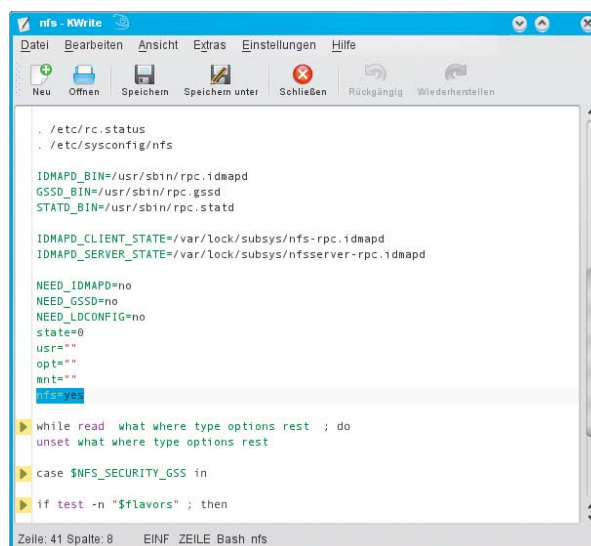 nfs - KWrite
Datei Bearbeiten Ansicht Extras Einstellungen Hilfe
Neu Öffnen Speichern Speichern unter Schließen Rückgängig Wiederherstellen
. /etc/rc.status
. /etc/sysconfig/nfs
IDMAPD_BIN=/usr/sbin/rpc.idmapd
GSSD_BIN=/usr/sbin/rpc.gssd
STATD_BIN=/usr/sbin/rpc.statd
IDMAPD_CLIENT_STATE=/var/lock/subsys/nfs-rpc.idmapd
IDMAPD_SERVER_STATE=/var/lock/subsys/nfsserver-rpc.idmapd
NEED_IDMAPD=no
NEED_GSSD=no
NEED_LDCONFIG=no
state=0
usr=""
opt=""
mnt=""
nfs=yes
while read what where type options rest ; do
unset what where type options rest
case $NFS_SECURITY_GSS in
if test -n "$flavors" ; then
Zeile: 41 Spalte: 8 EINF ZEILE Bash nfs